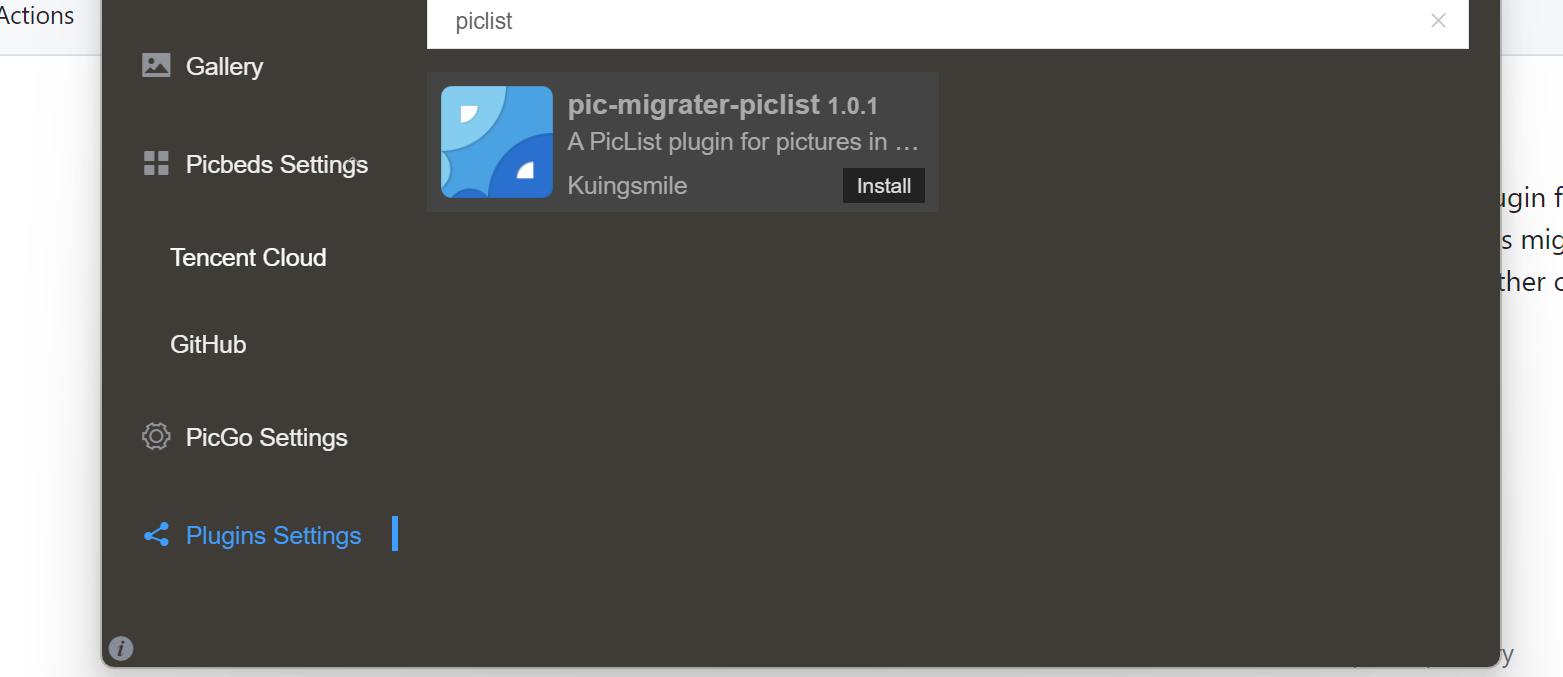 Actions
piclist
Gallery
pic-migrater-piclist 1.0.1
A PicList plugin for pictures in …
Picbeds Settings
Kuingsmile
Install
Tencent Cloud
GitHub
PicGo Settings
Plugins Settings
ugin f
s mig
ther c